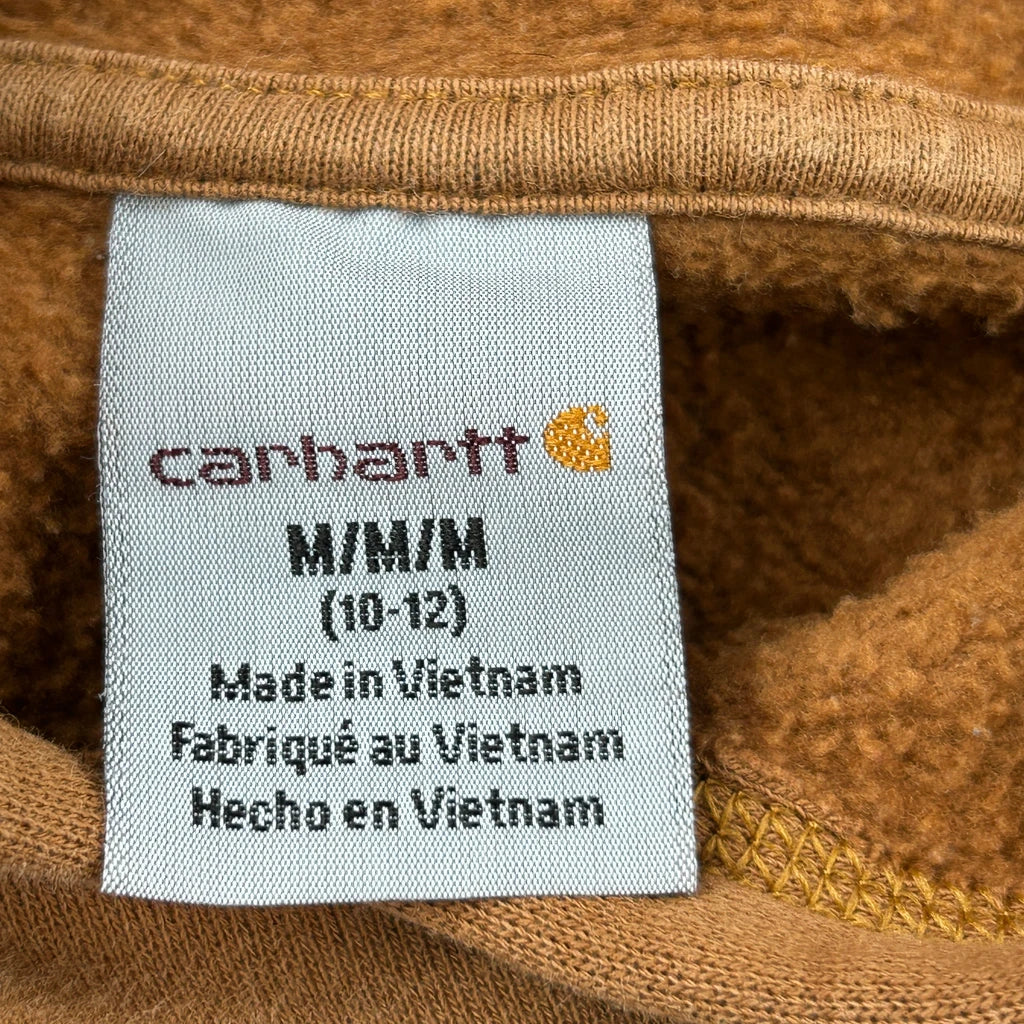 carhartt
M/M/M
(10-12)
Made in Vietnam
Fabriqué au Vietnam
Hecho en Vietnam